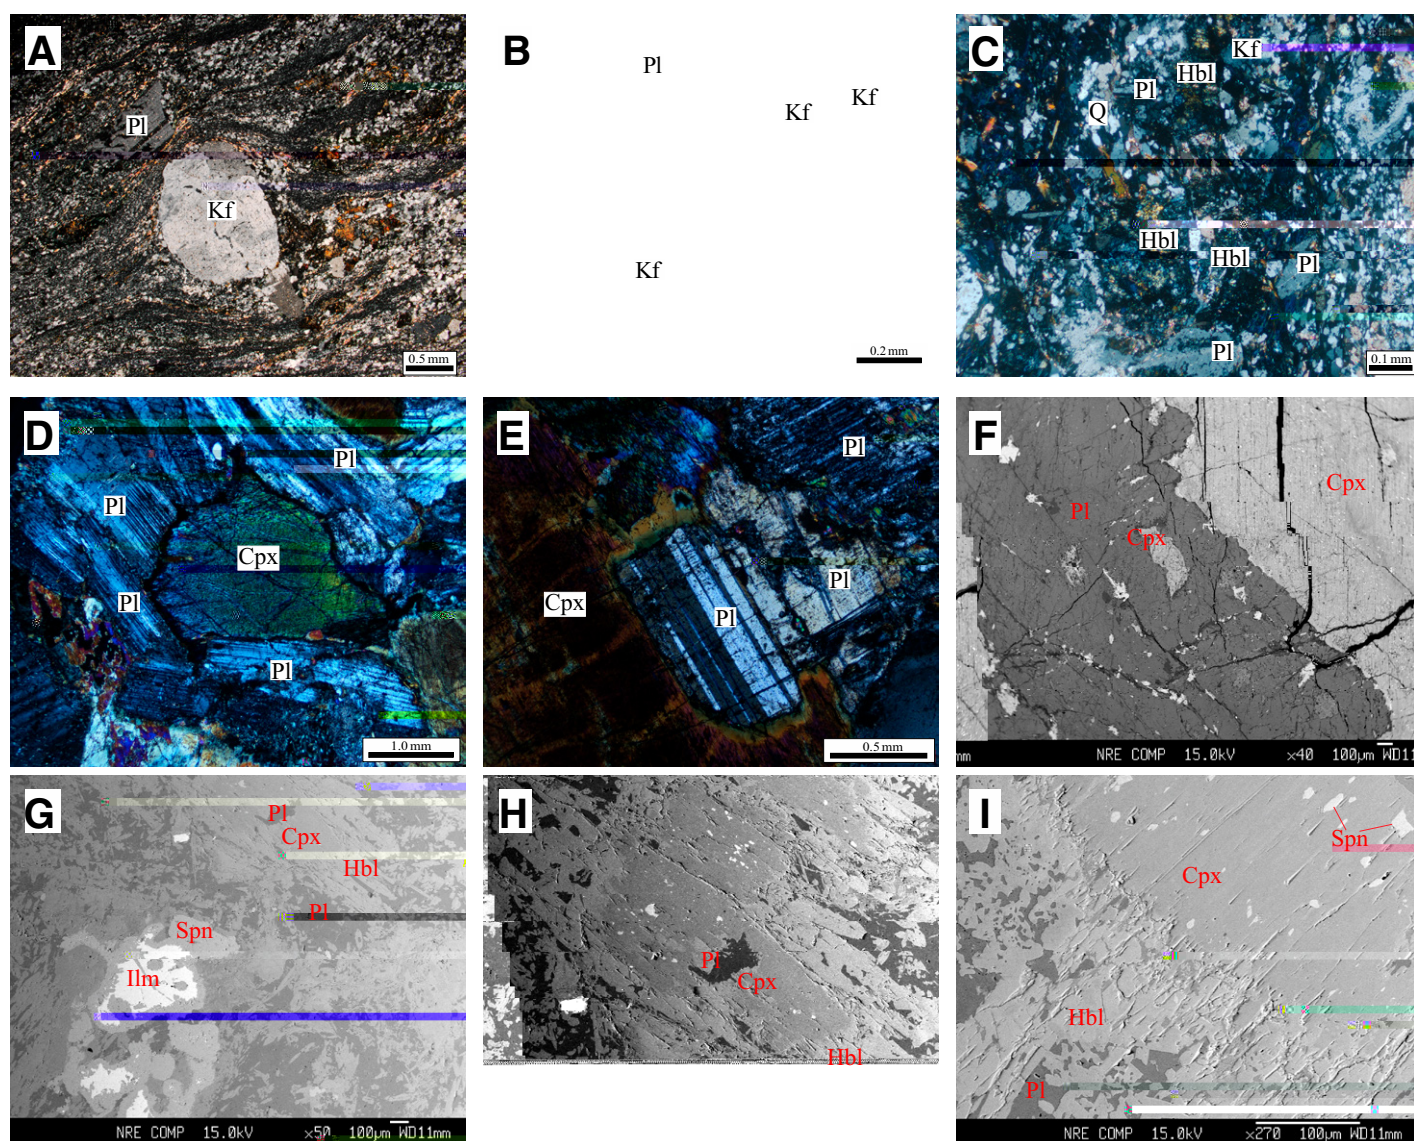 A
Pl
Kf
0.5 mm
B
Pl
Kf
Kf
Kf
0.2 mm
C
Kf
Hbl
Pl
Q
Hbl
Hbl
Pl
Pl
0.1 mm
D
Pl
Pl
Cpx
Pl
Pl
1.0 mm
E
Pl
Pl
Cpx
Pl
0.5 mm
F
Cpx
Pl
Cpx
mm NRE COMP 15.0kV ×40 100μm WD11
G
Pl
Cpx
Hbl
Pl
Spn
Ilm
NRE COMP 15.0kV ×50 100μm WD11mm
H
Pl
Cpx
Hbl
I
Spn
Cpx
Hbl
Pl
NRE COMP 15.0kV ×270 100μm WD11mm